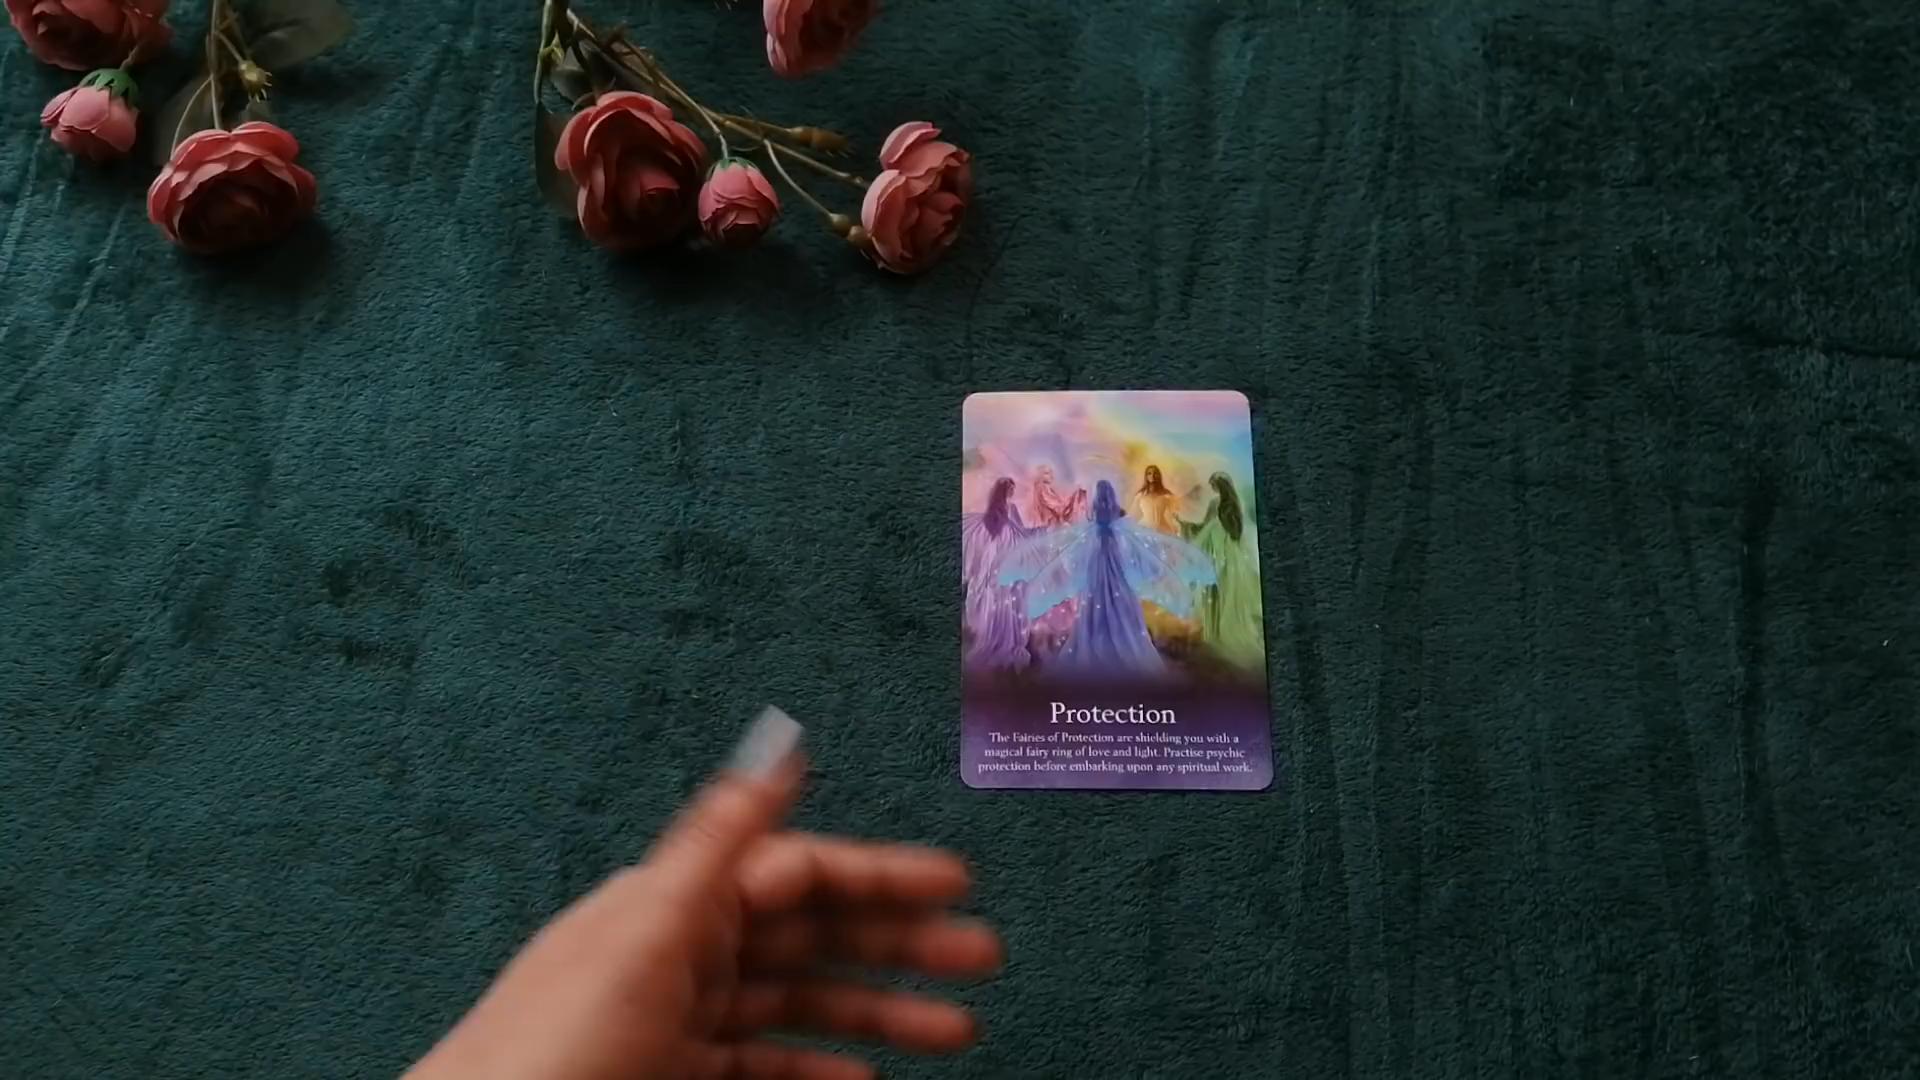 Protection
The Fairies of Protection are shielding you with a
magical fairy ring of love and light. Practise psychic
protection before embarking upon any spiritual work.